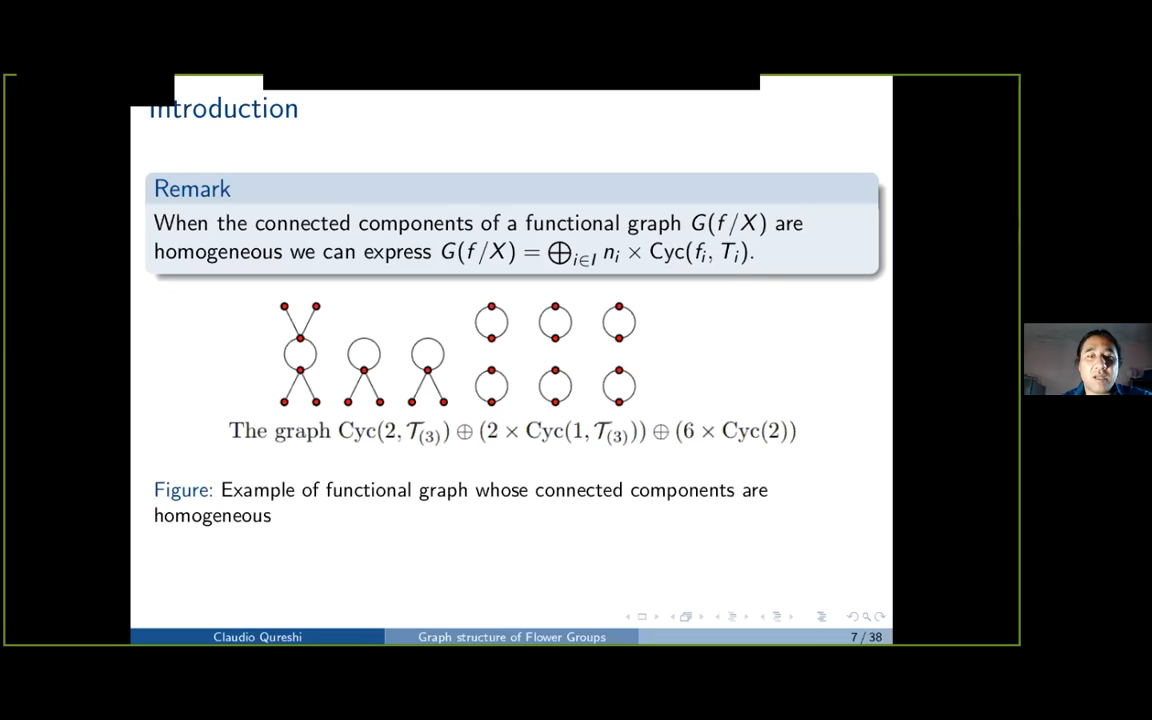 Introduction
Remark
When the connected components of a functional graph G(f/X) are
homogeneous we can express G(f/X) = ⨁_{i∈I} n_i × Cyc(f_i, T_i).
The graph Cyc(2, 𝒯_(3)) ⊕ (2 × Cyc(1, 𝒯_(3))) ⊕ (6 × Cyc(2))
Figure: Example of functional graph whose connected components are
homogeneous
Claudio Qureshi Graph structure of Flower Groups 7 / 38